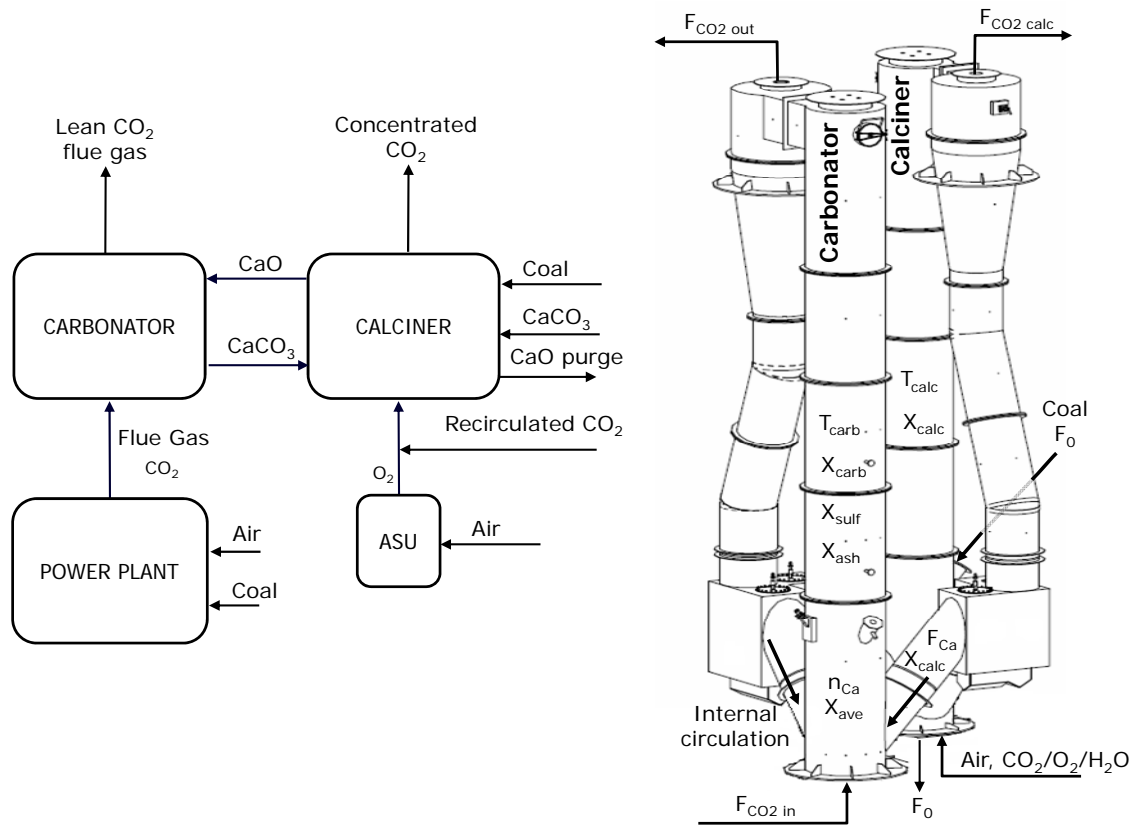 Lean CO2
flue gas
Concentrated
CO2
CARBONATOR
CaO
CaCO3
CALCINER
Coal
CaCO3
CaO purge
Flue Gas
CO2
Recirculated CO2
O2
POWER PLANT
Air
Coal
ASU
Air
FCO2 out
FCO2 calc
Carbonator
Calciner
Tcalc
Xcalc
Tcarb
Xcarb
Xsulf
Xash
Coal
F0
FCa
Xcalc
nCa
Xave
Internal
circulation
Air, CO2/O2/H2O
F0
FCO2 in